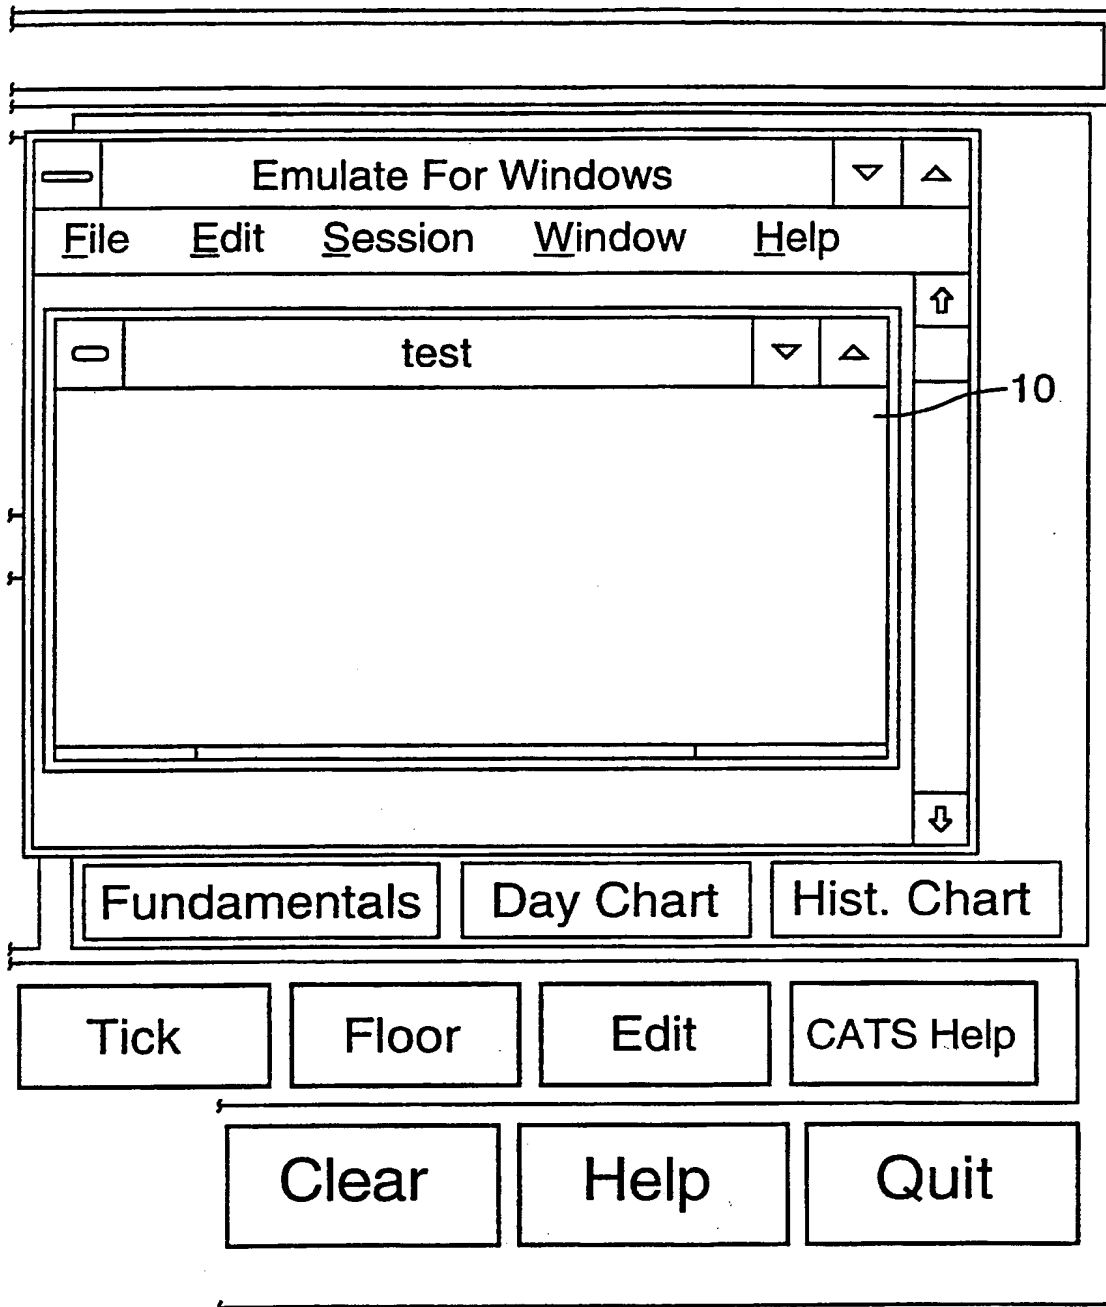 Emulate For Windows
File Edit Session Window Help
test
10
Fundamentals Day Chart Hist. Chart
Tick Floor Edit CATS Help
Clear Help Quit